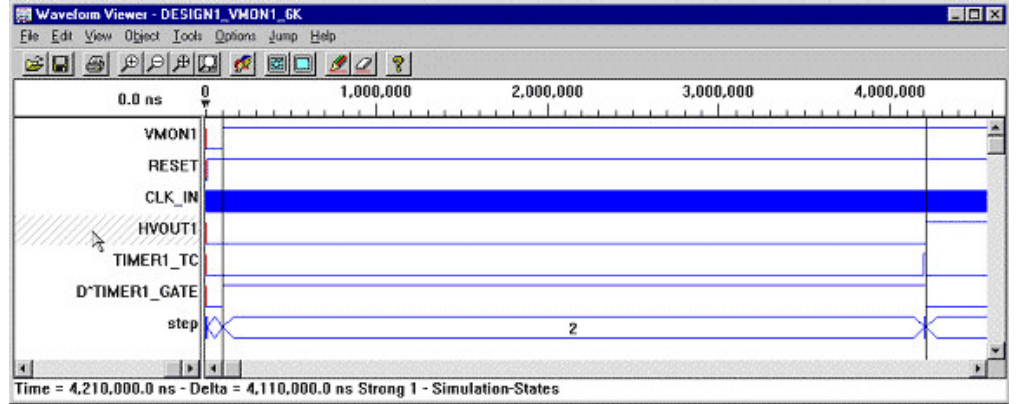 Waveform Viewer - DESIGN1_VMON1_6K
File Edit View Object Tools Options Jump Help
0.0 ns 0 1,000,000 2,000,000 3,000,000 4,000,000
VMON1
RESET
CLK_IN
HVOUT1
TIMER1_TC
D*TIMER1_GATE
step 2
Time = 4,210,000.0 ns - Delta = 4,110,000.0 ns Strong 1 - Simulation-States